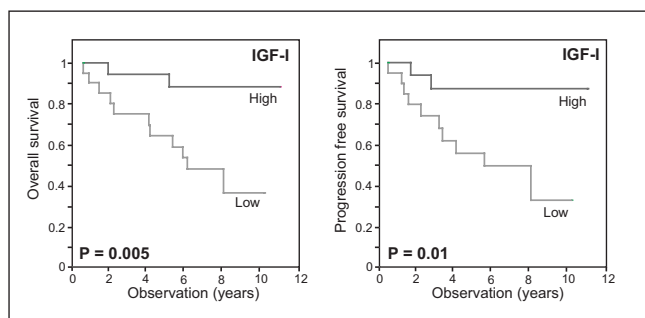 IGF-I
1
0.8
0.6
0.4
0.2
0
Overall survival
High
Low
P = 0.005
0 2 4 6 8 10 12
Observation (years)
IGF-I
1
0.8
0.6
0.4
0.2
0
Progression free survival
High
Low
P = 0.01
0 2 4 6 8 10 12
Observation (years)